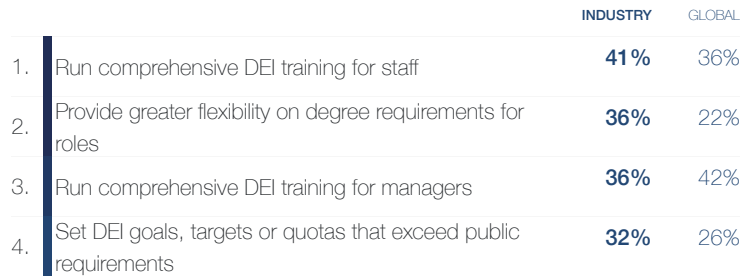 INDUSTRY GLOBAL
1. Run comprehensive DEI training for staff 41% 36%
2. Provide greater flexibility on degree requirements for
roles 36% 22%
3. Run comprehensive DEI training for managers 36% 42%
4. Set DEI goals, targets or quotas that exceed public
requirements 32% 26%